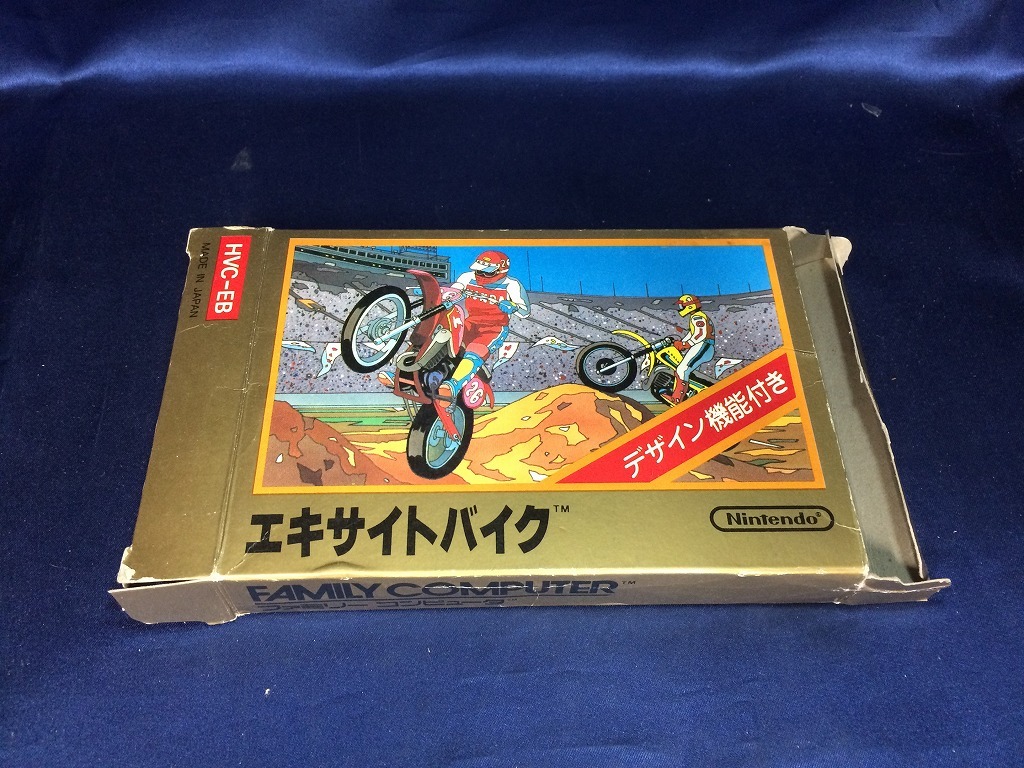 HVC-EB
MADE IN JAPAN
26
デザイン機能付き
エキサイトバイク™
Nintendo®
FAMILY COMPUTER™
ファミリー コンピュータ